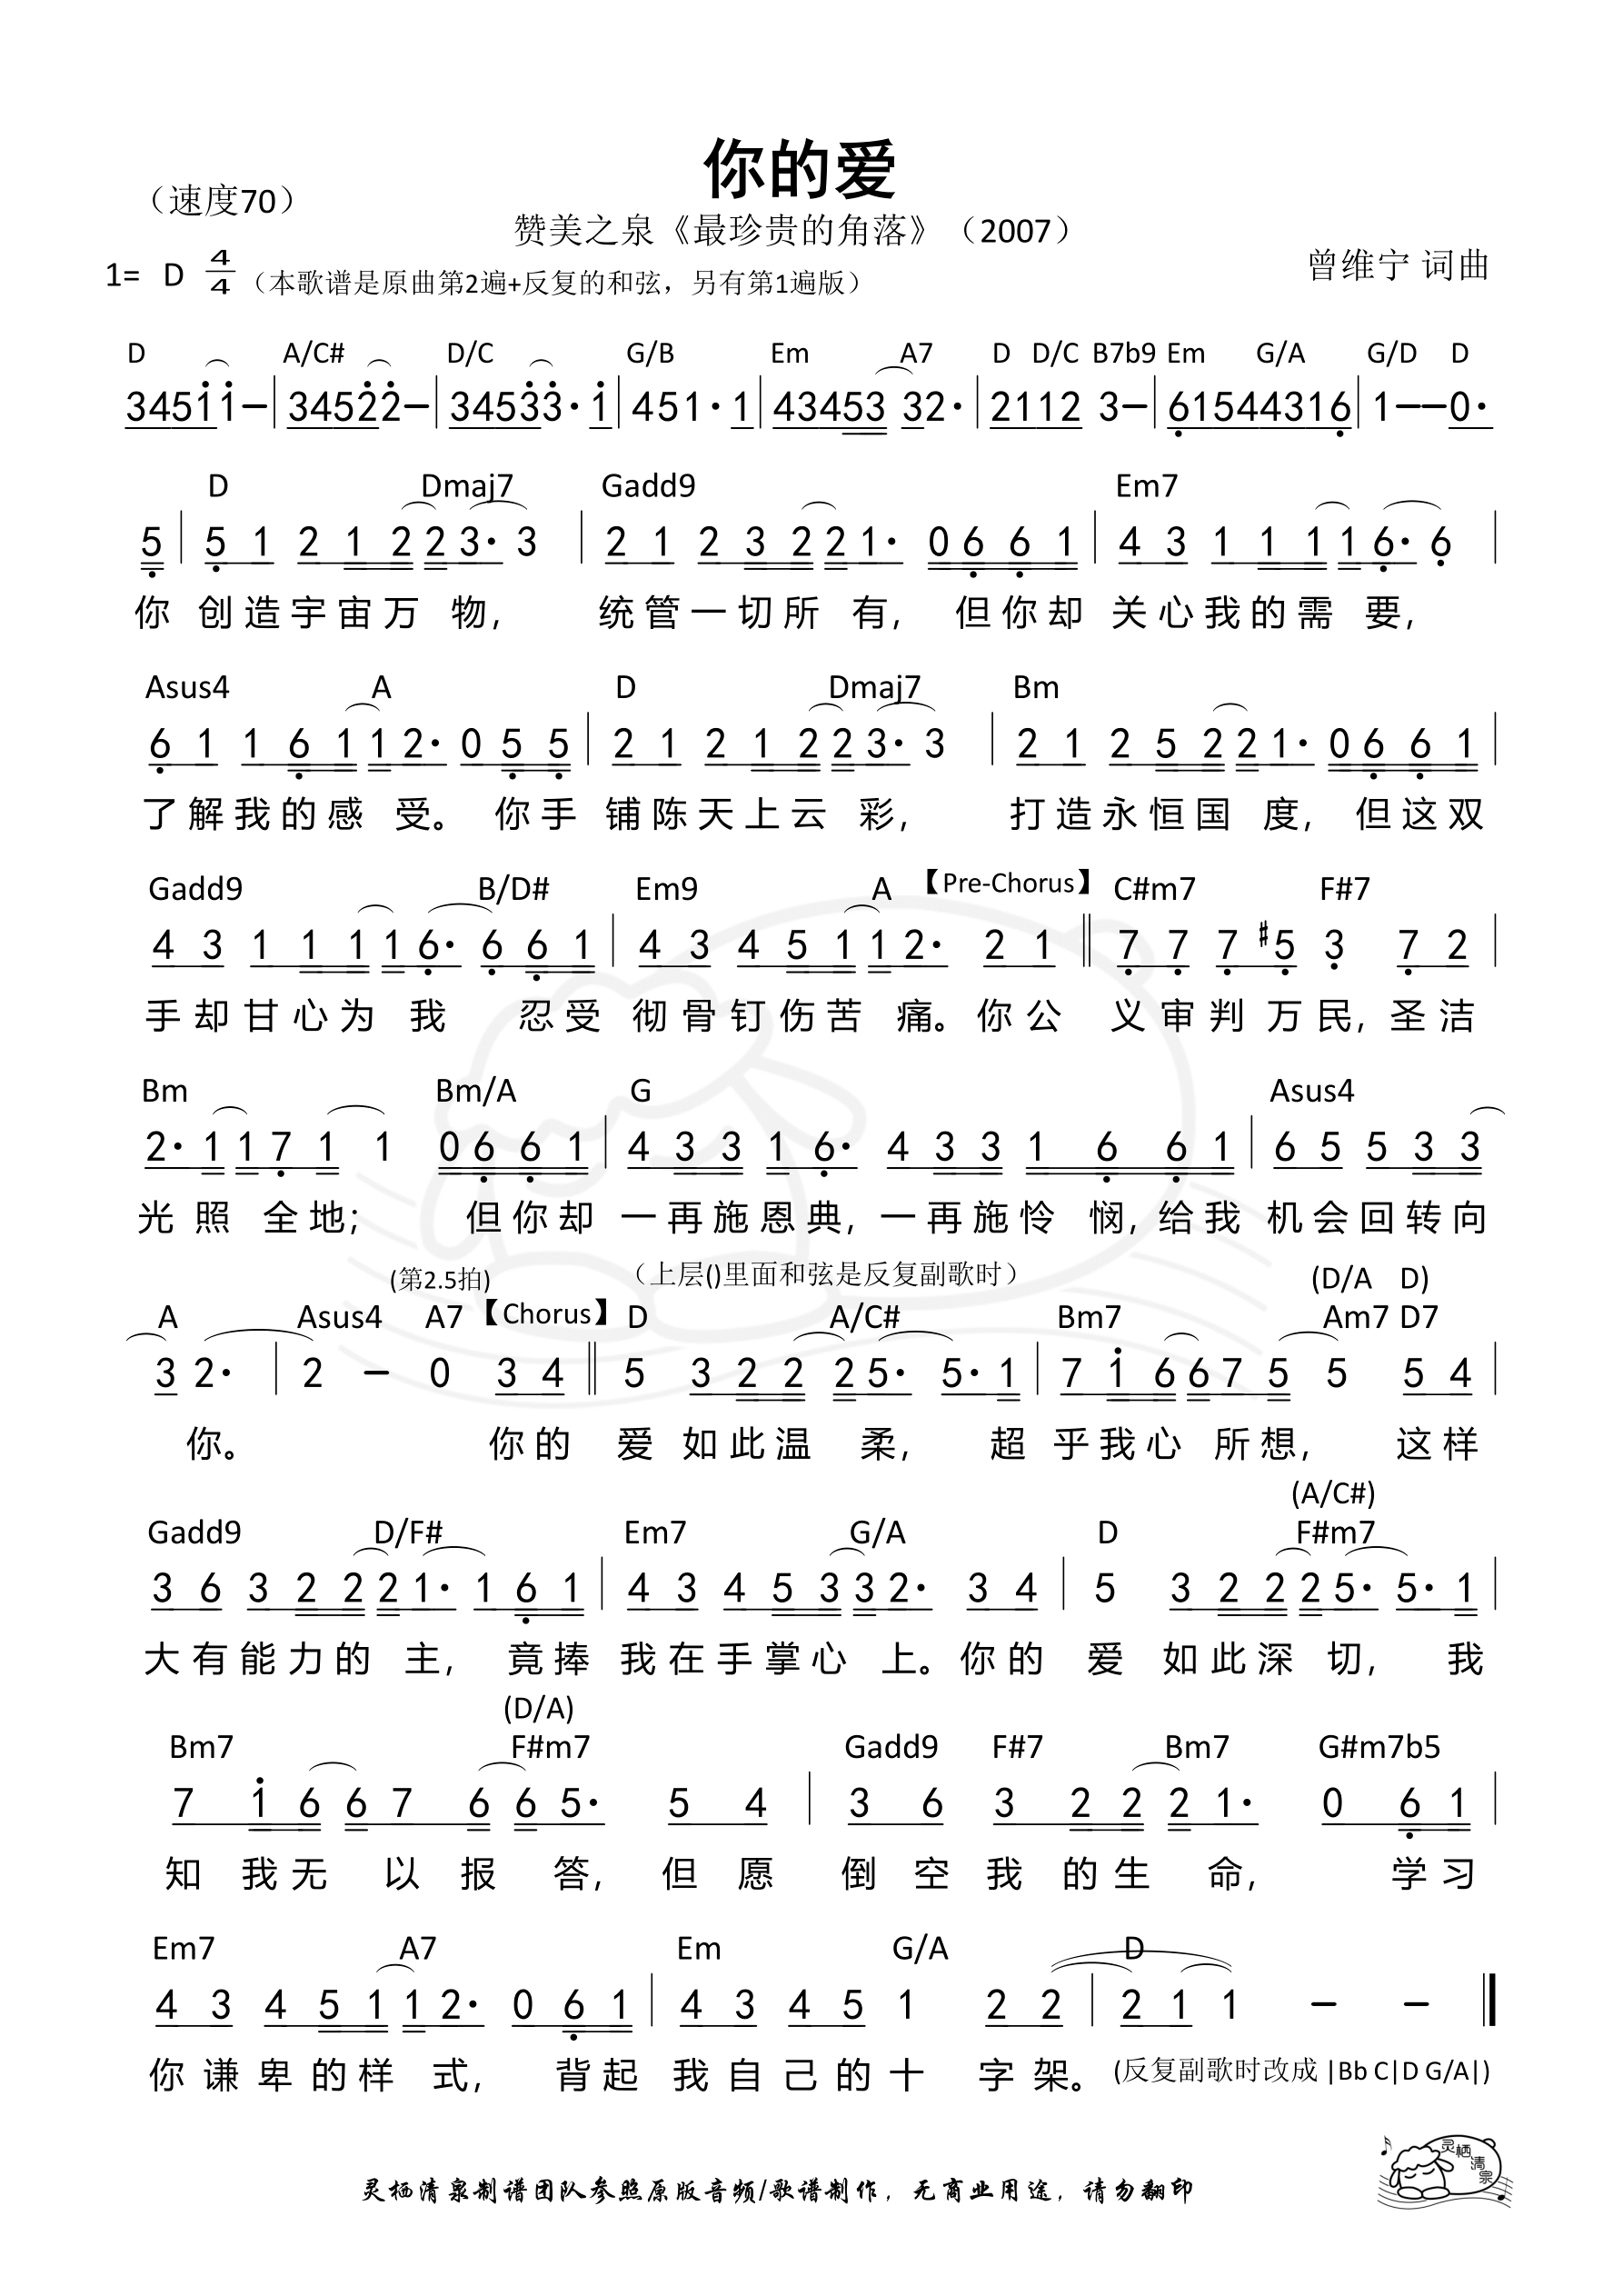 你的爱
（速度70）
赞美之泉《最珍贵的角落》（2007）
曾维宁 词曲
1= D 4/4 （本歌谱是原曲第2遍+反复的和弦，另有第1遍版）
D A/C# D/C G/B Em A7 D D/C B7b9 Em G/A G/D D
3451̇1̇–|3452̇2̇–|3453̇3̇·1̇|451·1|43453 32·|2112 3–|6̣1544316̣|1––0·
D Dmaj7 Gadd9 Em7
5̣|5̣ 1 2 1 2 2 3· 3|2 1 2 3 2 2 1· 0 6̣ 6̣ 1|4 3 1 1 1 1 6̣· 6̣|
你 创造宇宙万 物， 统管一切所 有， 但你却 关心我的需 要，
Asus4 A D Dmaj7 Bm
6̣ 1 1 6̣ 1 1 2· 0 5̣ 5̣|2 1 2 1 2 2 3· 3|2 1 2 5 2 2 1· 0 6̣ 6̣ 1|
了解我的感 受。 你手 铺陈天上云 彩， 打造永恒国 度， 但这双
Gadd9 B/D# Em9 A 【Pre-Chorus】 C#m7 F#7
4 3 1 1 1 1 6̣· 6̣ 6̣ 1|4 3 4 5 1 1 2· 2 1‖7̣ 7̣ 7̣ #5̣ 3̣ 7̣ 2|
手却甘心为 我 忍受 彻骨钉伤苦 痛。你公 义审判 万民, 圣洁
Bm Bm/A G Asus4
2· 1 1 7̣ 1 1 0 6̣ 6̣ 1|4 3 3 1 6̣· 4 3 3 1 6̣ 6̣ 1|6 5 5 3 3
光 照 全地； 但你却 一再施恩典, 一再施怜 悯, 给我 机会回转向
(第2.5拍) （上层()里面和弦是反复副歌时） (D/A D)
A Asus4 A7 【Chorus】 D A/C# Bm7 Am7 D7
3 2·|2 – 0 3 4‖5 3 2 2 2 5· 5· 1|7 1̇ 6 6 7 5 5 5 4|
你。 你的 爱 如此温 柔， 超 乎我心 所想， 这样
(A/C#)
Gadd9 D/F# Em7 G/A D F#m7
3 6 3 2 2 2 1· 1 6̣ 1|4 3 4 5 3 3 2· 3 4|5 3 2 2 2 5· 5· 1|
大有能力的 主， 竟捧 我在手掌心 上。你的 爱 如此深 切， 我
(D/A)
Bm7 F#m7 Gadd9 F#7 Bm7 G#m7b5
7 1̇ 6 6 7 6 6 5· 5 4|3 6 3 2 2 2 1· 0 6̣ 1|
知 我无 以 报 答， 但 愿 倒 空 我 的生 命， 学习
Em7 A7 Em G/A D
4 3 4 5 1 1 2· 0 6̣ 1|4 3 4 5 1 2 2|2 1 1 – –
你谦卑的样 式， 背起 我自己的十 字架。 (反复副歌时改成 |Bb C|D G/A|)
灵栖清泉
灵栖清泉制谱团队参照原版音频/歌谱制作，无商业用途，请勿翻印